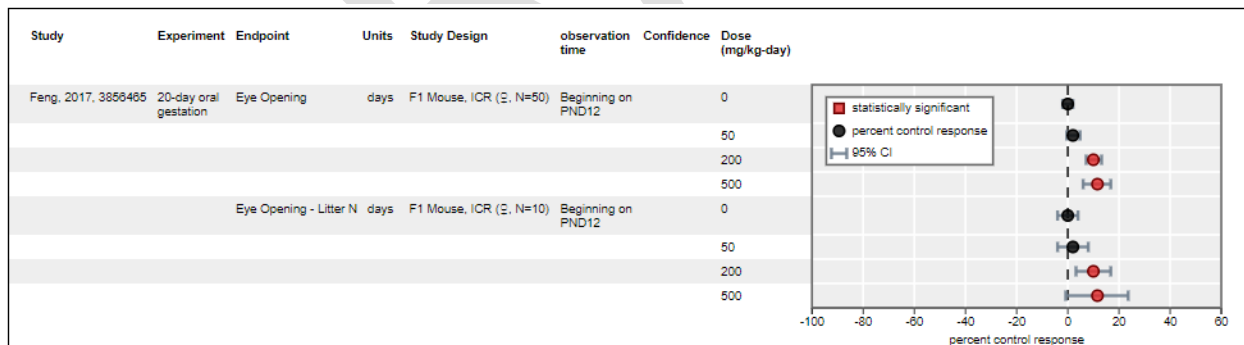 Study Experiment Endpoint Units Study Design observation time Confidence Dose (mg/kg-day)
Feng, 2017, 3856465 20-day oral gestation Eye Opening days F1 Mouse, ICR (♀, N=50) Beginning on PND12 0
50
200
500
Eye Opening - Litter N days F1 Mouse, ICR (♀, N=10) Beginning on PND12 0
50
200
500
statistically significant
percent control response
95% CI
-100 -80 -60 -40 -20 0 20 40 60
percent control response